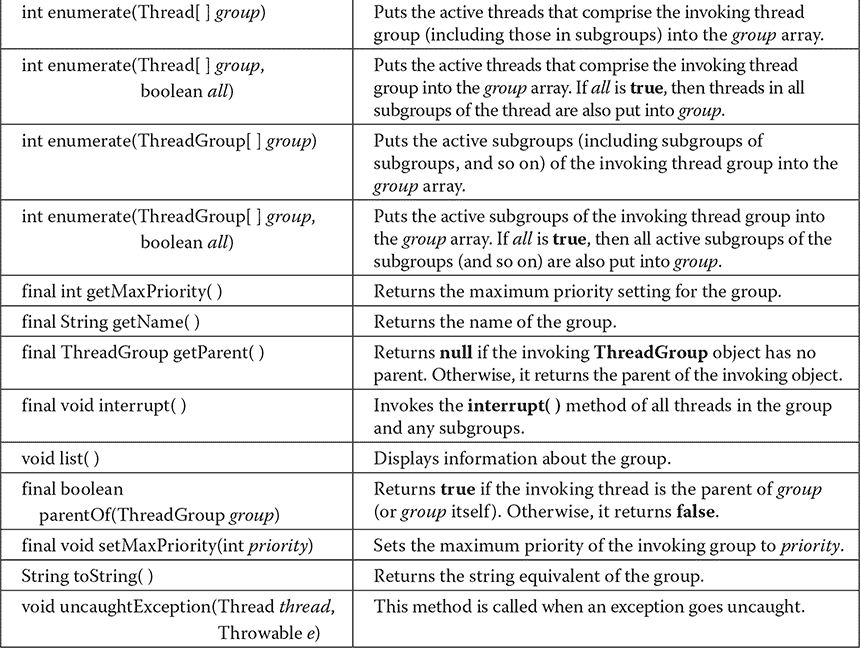 int enumerate(Thread[ ] group)
Puts the active threads that comprise the invoking thread
group (including those in subgroups) into the group array.
int enumerate(Thread[ ] group,
boolean all)
Puts the active threads that comprise the invoking thread
group into the group array. If all is true, then threads in all
subgroups of the thread are also put into group.
int enumerate(ThreadGroup[ ] group)
Puts the active subgroups (including subgroups of
subgroups, and so on) of the invoking thread group into the
group array.
int enumerate(ThreadGroup[ ] group,
boolean all)
Puts the active subgroups of the invoking thread group into
the group array. If all is true, then all active subgroups of the
subgroups (and so on) are also put into group.
final int getMaxPriority( )
Returns the maximum priority setting for the group.
final String getName( )
Returns the name of the group.
final ThreadGroup getParent( )
Returns null if the invoking ThreadGroup object has no
parent. Otherwise, it returns the parent of the invoking object.
final void interrupt( )
Invokes the interrupt( ) method of all threads in the group
and any subgroups.
void list( )
Displays information about the group.
final boolean
parentOf(ThreadGroup group)
Returns true if the invoking thread is the parent of group
(or group itself). Otherwise, it returns false.
final void setMaxPriority(int priority)
Sets the maximum priority of the invoking group to priority.
String toString( )
Returns the string equivalent of the group.
void uncaughtException(Thread thread,
Throwable e)
This method is called when an exception goes uncaught.